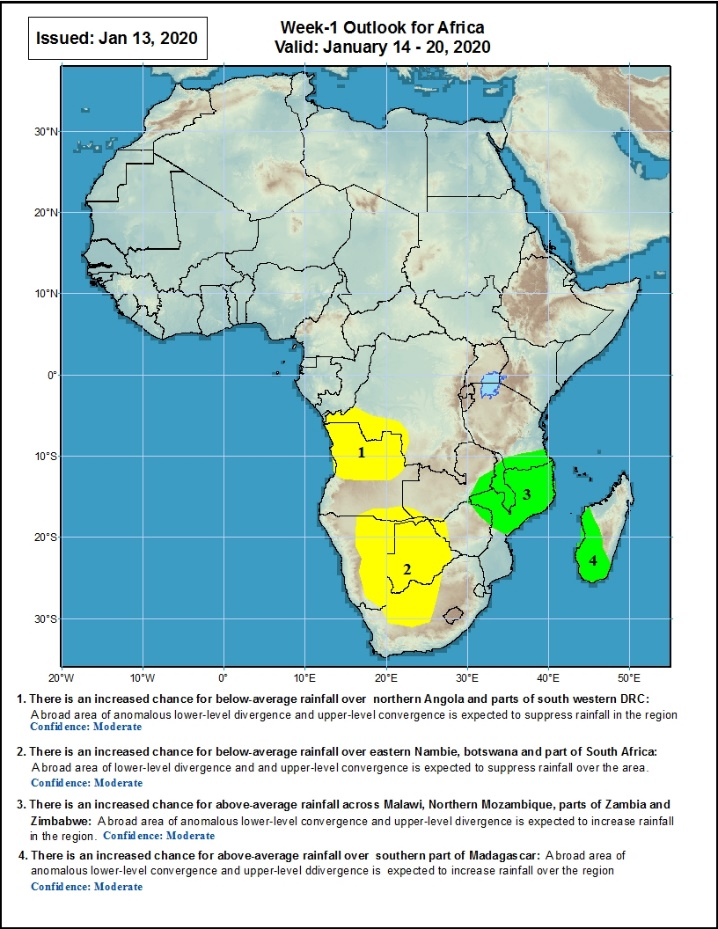 Issued: Jan 13, 2020
Week-1 Outlook for Africa
Valid: January 14 - 20, 2020
30°N
20°N
10°N
0°
10°S
20°S
30°S
1
2
3
4
20°W 10°W 0° 10°E 20°E 30°E 40°E 50°E
1. There is an increased chance for below-average rainfall over northern Angola and parts of south western DRC:
A broad area of anomalous lower-level divergence and upper-level convergence is expected to suppress rainfall in the region
Confidence: Moderate
2. There is an increased chance for below-average rainfall over eastern Nambie, botswana and part of South Africa:
A broad area of lower-level divergence and and upper-level convergence is expected to suppress rainfall over the area.
Confidence: Moderate
3. There is an increased chance for above-average rainfall across Malawi, Northern Mozambique, parts of Zambia and
Zimbabwe: A broad area of anomalous lower-level convergence and upper-level divergence is expected to increase rainfall
in the region. Confidence: Moderate
4. There is an increased chance for above-average rainfall over southern part of Madagascar: A broad area of
anomalous lower-level convergence and upper-level ddivergence is expected to increase rainfall over the region
Confidence: Moderate